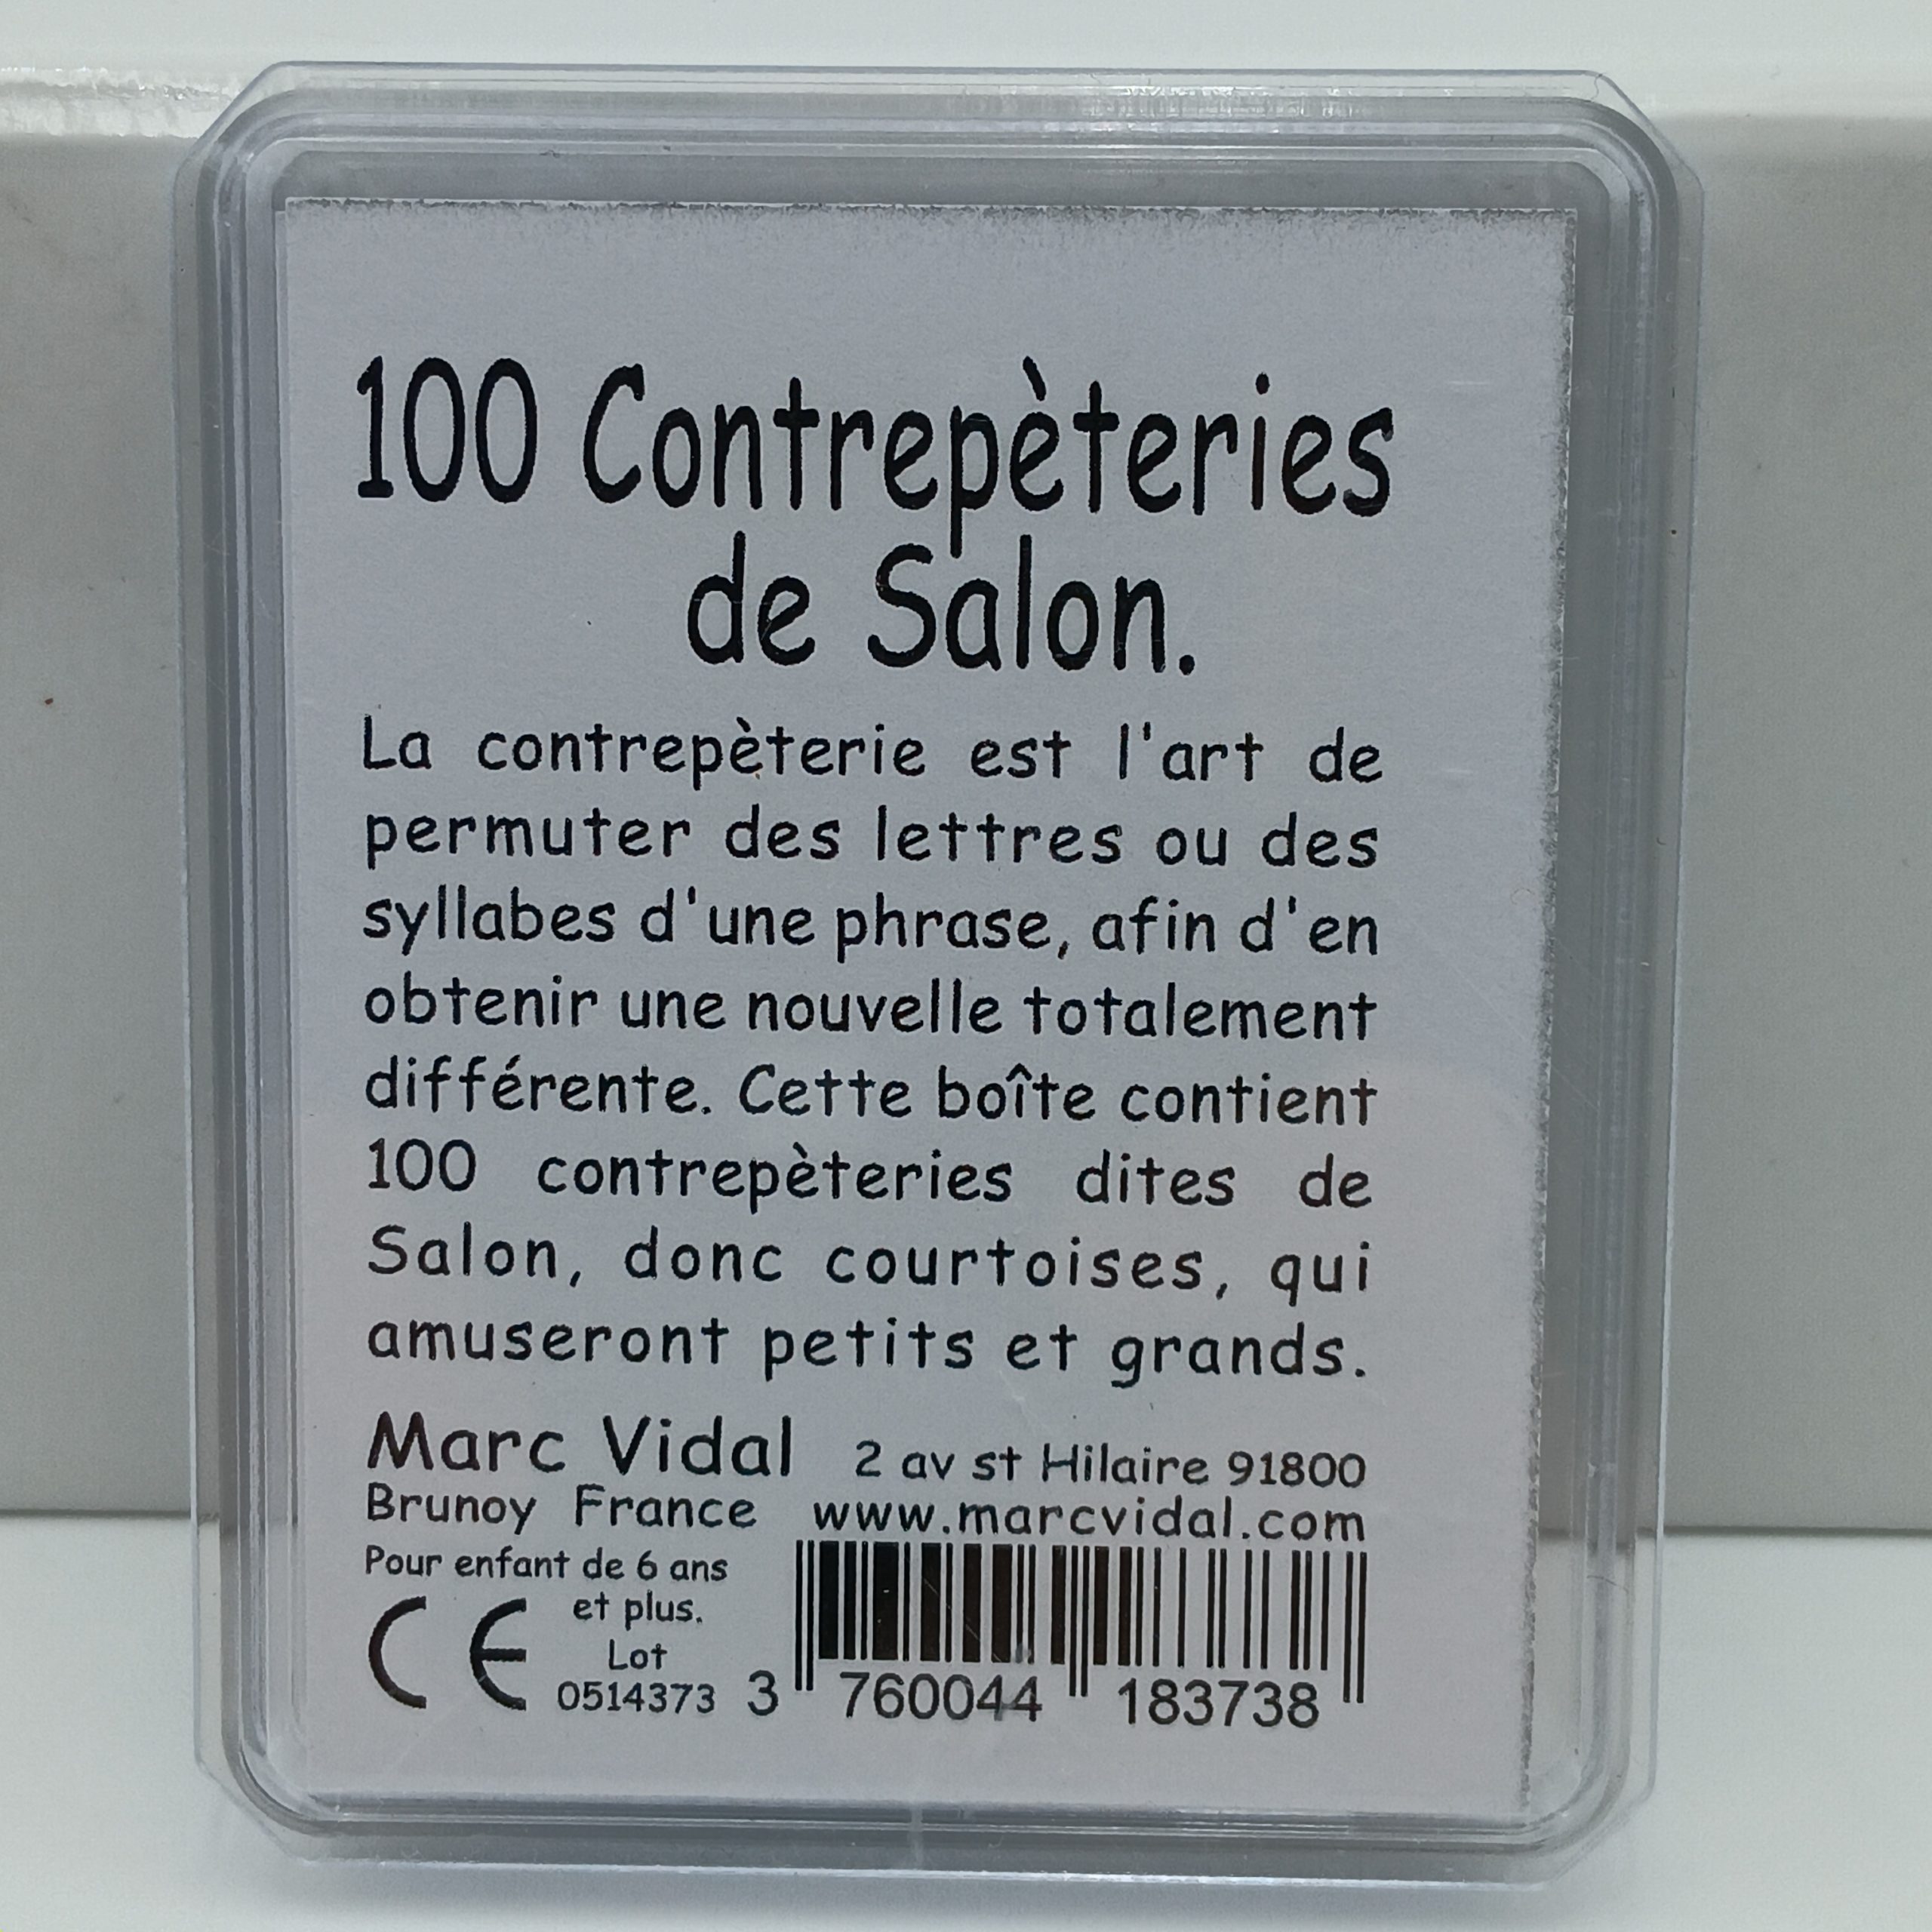 100 Contrepèteries
de Salon.
La contrepèterie est l'art de
permuter des lettres ou des
syllabes d'une phrase, afin d'en
obtenir une nouvelle totalement
différente. Cette boîte contient
100 contrepèteries dites de
Salon, donc courtoises, qui
amuseront petits et grands.
Marc Vidal 2 av st Hilaire 91800
Brunoy France www.marcvidal.com
Pour enfant de 6 ans
et plus.
CE
Lot
0514373
3 760044 183738